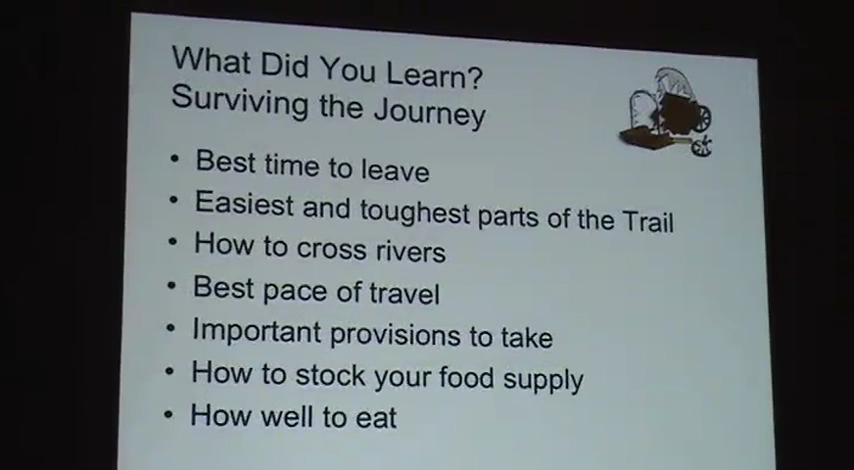 What Did You Learn?
Surviving the Journey
• Best time to leave
• Easiest and toughest parts of the Trail
• How to cross rivers
• Best pace of travel
• Important provisions to take
• How to stock your food supply
• How well to eat